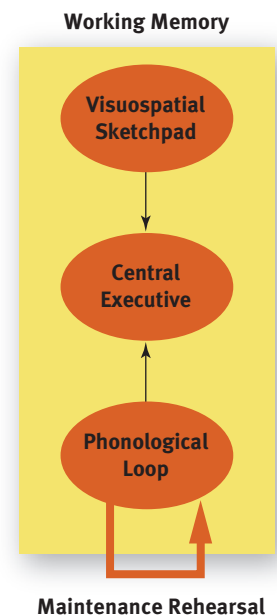 Working Memory
Visuospatial
Sketchpad
Central
Executive
Phonological
Loop
Maintenance Rehearsal